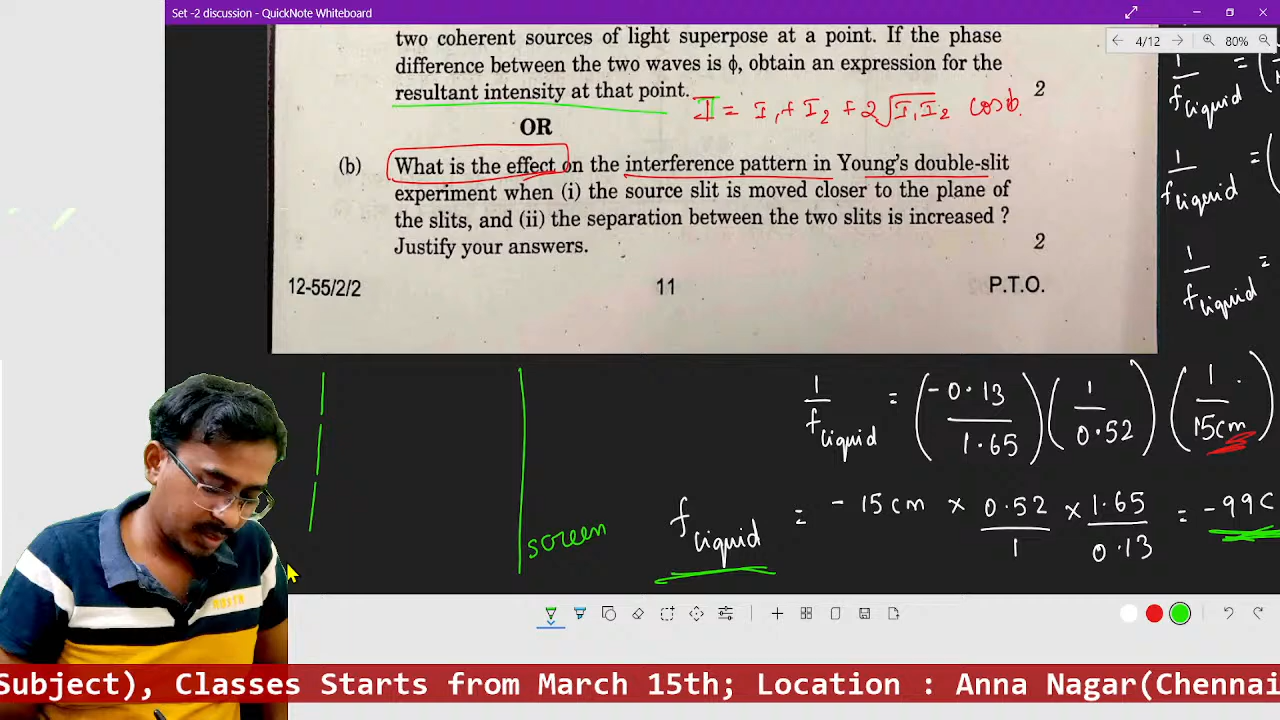 Set -2 discussion - QuickNote Whiteboard
4/12
80%
two coherent sources of light superpose at a point. If the phase
difference between the two waves is ϕ, obtain an expression for the
resultant intensity at that point.
2
I = I₁ + I₂ + 2√I₁I₂ cosϕ
OR
(b) What is the effect on the interference pattern in Young's double-slit
experiment when (i) the source slit is moved closer to the plane of
the slits, and (ii) the separation between the two slits is increased ?
Justify your answers.
2
12-55/2/2 11 P.T.O.
1/f liquid = (
1/f liquid = (
1/f liquid =
1/f liquid = (-0.13/1.65) (1/0.52) (1/15cm)
f liquid = -15cm × 0.52/1 × 1.65/0.13 = -99c
screen
Subject), Classes Starts from March 15th; Location : Anna Nagar(Chennai